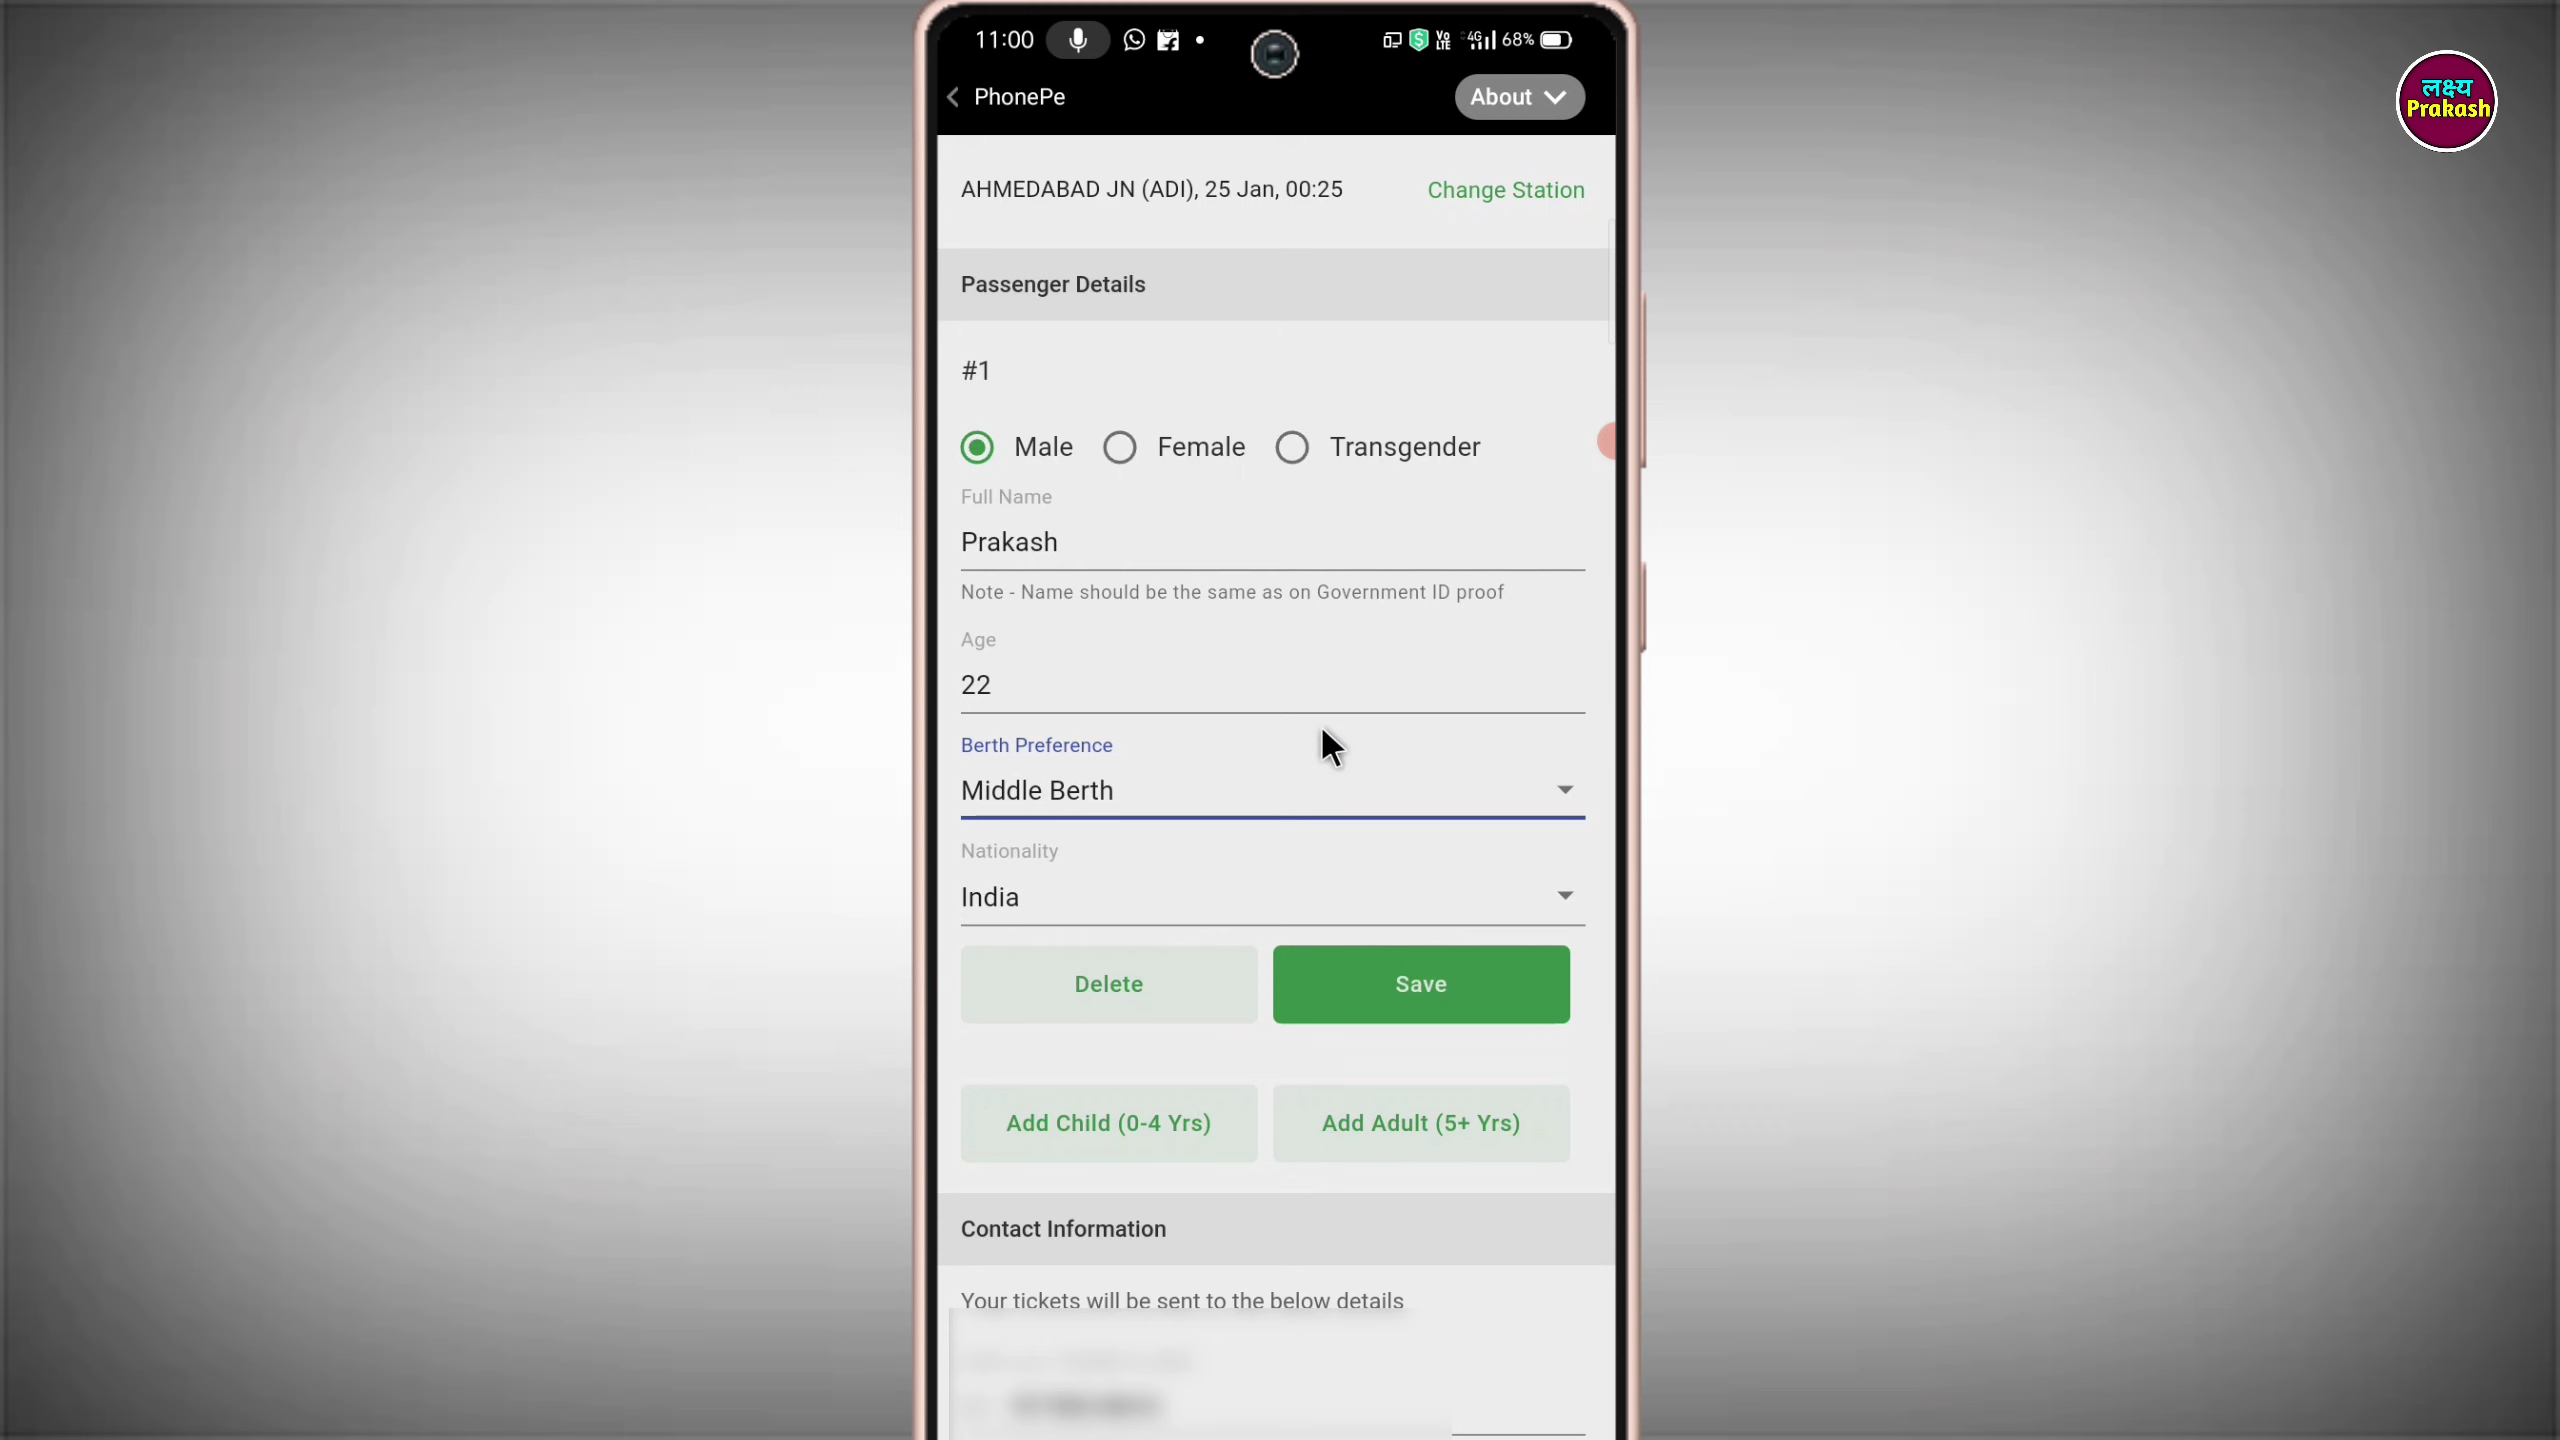 11:00 VoLTE 4G 68%
PhonePe About
लक्ष्य
Prakash
AHMEDABAD JN (ADI), 25 Jan, 00:25 Change Station
Passenger Details
#1
Male Female Transgender
Full Name
Prakash
Note - Name should be the same as on Government ID proof
Age
22
Berth Preference
Middle Berth
Nationality
India
Delete Save
Add Child (0-4 Yrs) Add Adult (5+ Yrs)
Contact Information
Your tickets will be sent to the below details